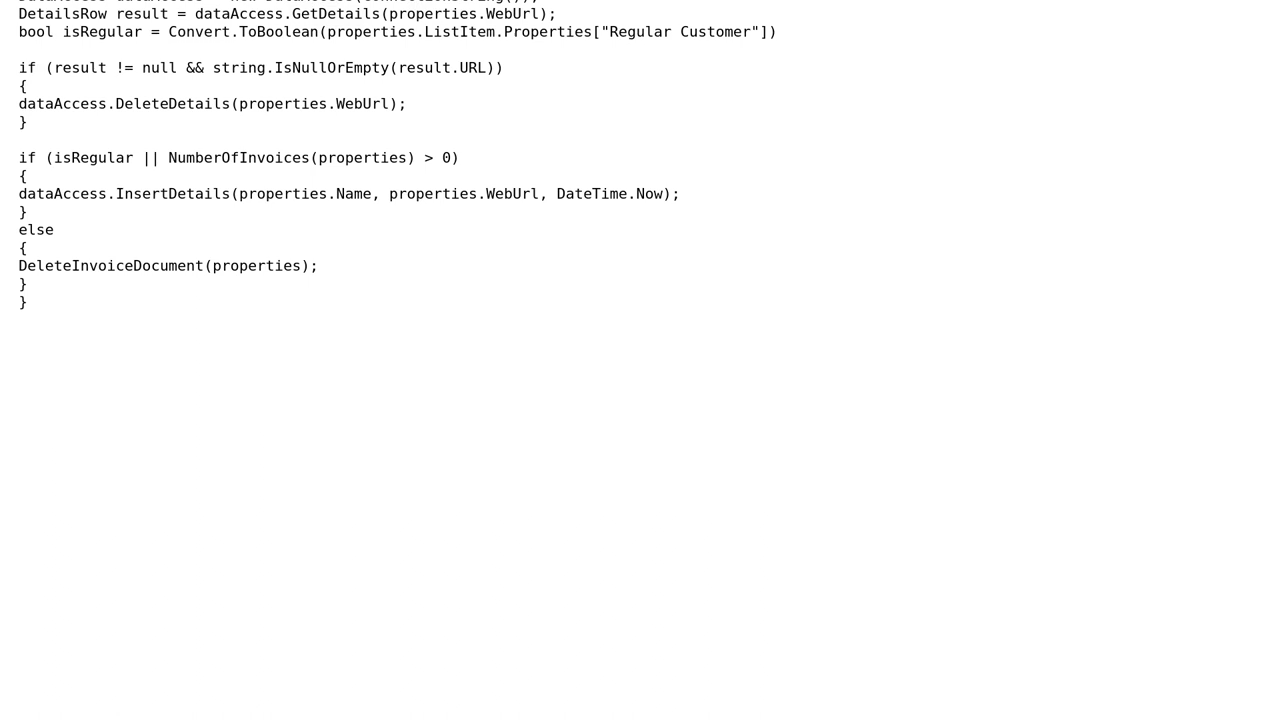 DetailsRow result = dataAccess.GetDetails(properties.WebUrl);
bool isRegular = Convert.ToBoolean(properties.ListItem.Properties["Regular Customer"])
if (result != null && string.IsNullOrEmpty(result.URL))
{
dataAccess.DeleteDetails(properties.WebUrl);
}
if (isRegular || NumberOfInvoices(properties) > 0)
{
dataAccess.InsertDetails(properties.Name, properties.WebUrl, DateTime.Now);
}
else
{
DeleteInvoiceDocument(properties);
}
}